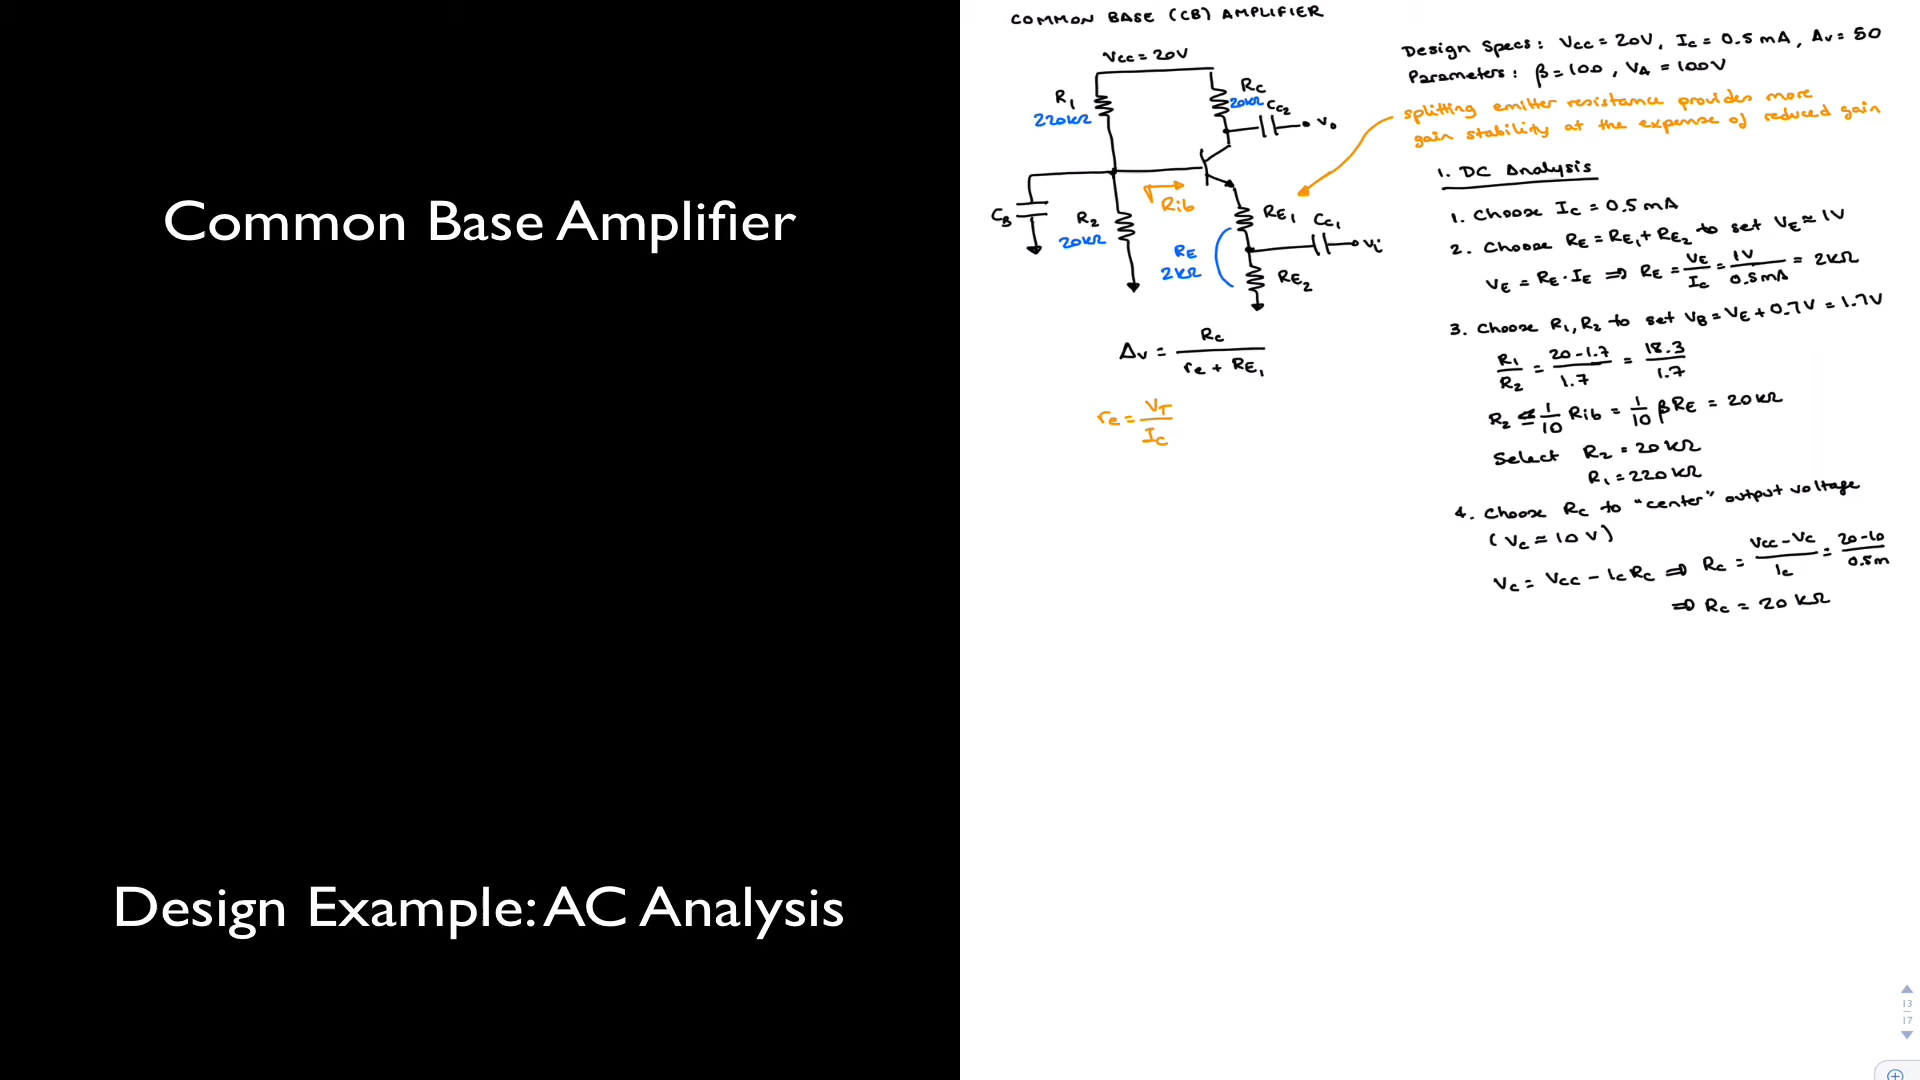 Common Base Amplifier
Design Example: AC Analysis
COMMON BASE (CB) AMPLIFIER
Vcc = 20V
R1
220kΩ
Rc
20kΩ
Cc2
Vo
CB
R2
20kΩ
Rib
RE1
Cc1
Vi
RE
2kΩ
RE2
Av = Rc / (re + RE1)
re = VT / Ic
Design Specs: Vcc = 20V, Ic = 0.5 mA, Av = 50
Parameters: β = 100, VA = 100V
splitting emitter resistance provides more
gain stability at the expense of reduced gain
1. DC Analysis
1. Choose Ic = 0.5 mA
2. Choose RE = RE1 + RE2 to set VE ≈ 1V
VE = RE · IE ⇒ RE = VE / Ic = 1V / 0.5mA = 2kΩ
3. Choose R1, R2 to set VB = VE + 0.7V = 1.7V
R1 / R2 = 20 - 1.7 / 1.7 = 18.3 / 1.7
R2 ≤ 1/10 Rib = 1/10 βRE = 20kΩ
Select R2 = 20kΩ
R1 = 220kΩ
4. Choose Rc to "center" output voltage
(Vc ≈ 10V)
Vc = Vcc - IcRc ⇒ Rc = Vcc - Vc / Ic = 20-10 / 0.5m
⇒ Rc = 20kΩ
13
17